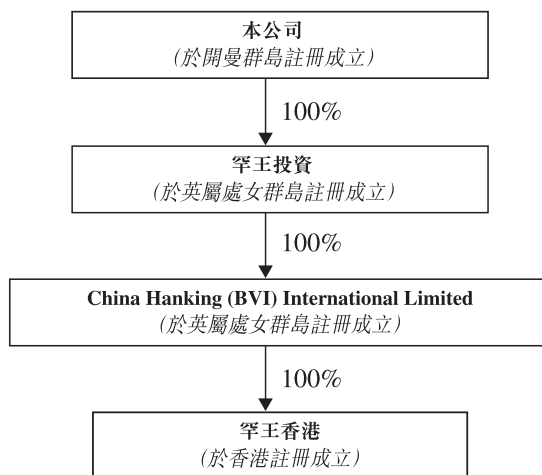 本公司
(於開曼群島註冊成立)
100%
罕王投資
(於英屬處女群島註冊成立)
100%
China Hanking (BVI) International Limited
(於英屬處女群島註冊成立)
100%
罕王香港
(於香港註冊成立)